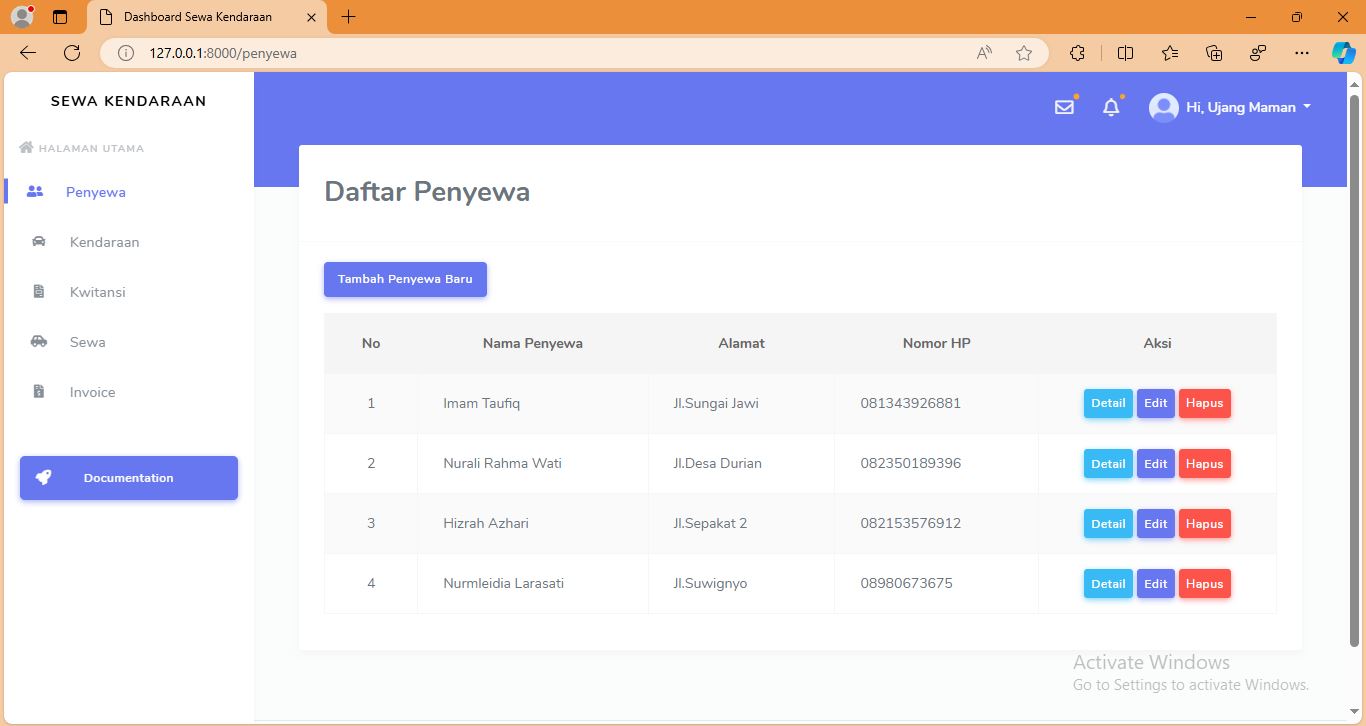 Dashboard Sewa Kendaraan
127.0.0.1:8000/penyewa
SEWA KENDARAAN
Hi, Ujang Maman
HALAMAN UTAMA
Penyewa
Kendaraan
Kwitansi
Sewa
Invoice
Documentation
Daftar Penyewa
Tambah Penyewa Baru
No Nama Penyewa Alamat Nomor HP Aksi
1 Imam Taufiq Jl.Sungai Jawi 081343926881 Detail Edit Hapus
2 Nurali Rahma Wati Jl.Desa Durian 082350189396 Detail Edit Hapus
3 Hizrah Azhari Jl.Sepakat 2 082153576912 Detail Edit Hapus
4 Nurmleidia Larasati Jl.Suwignyo 08980673675 Detail Edit Hapus
Activate Windows
Go to Settings to activate Windows.